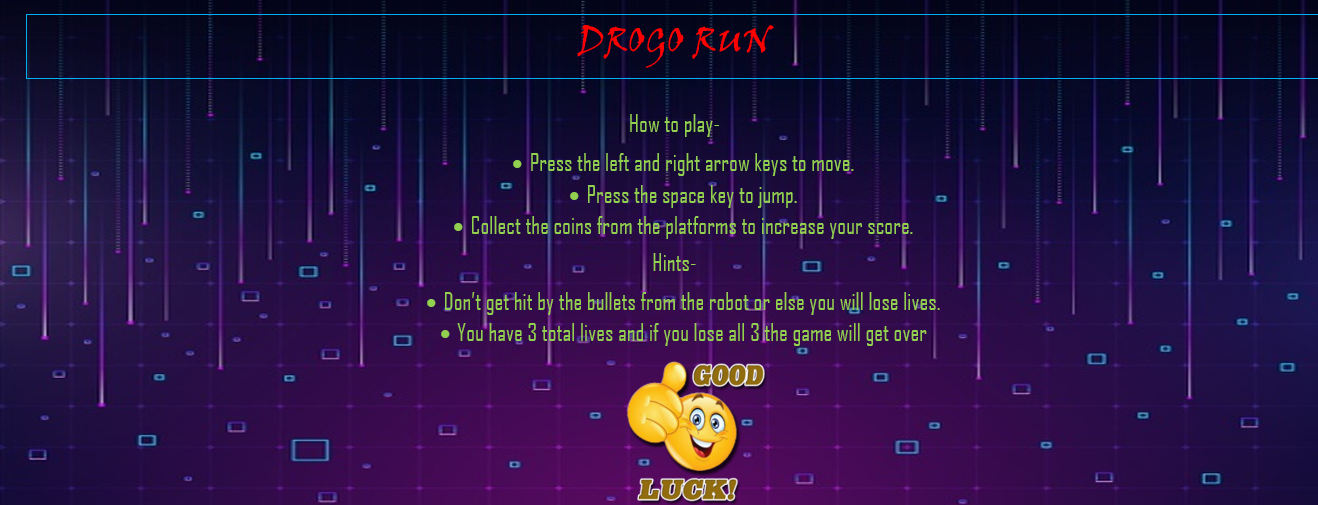 DROGO RUN
How to play-
• Press the left and right arrow keys to move.
• Press the space key to jump.
• Collect the coins from the platforms to increase your score.
Hints-
• Don't get hit by the bullets from the robot or else you will lose lives.
• You have 3 total lives and if you lose all 3 the game will get over
GOOD
LUCK!